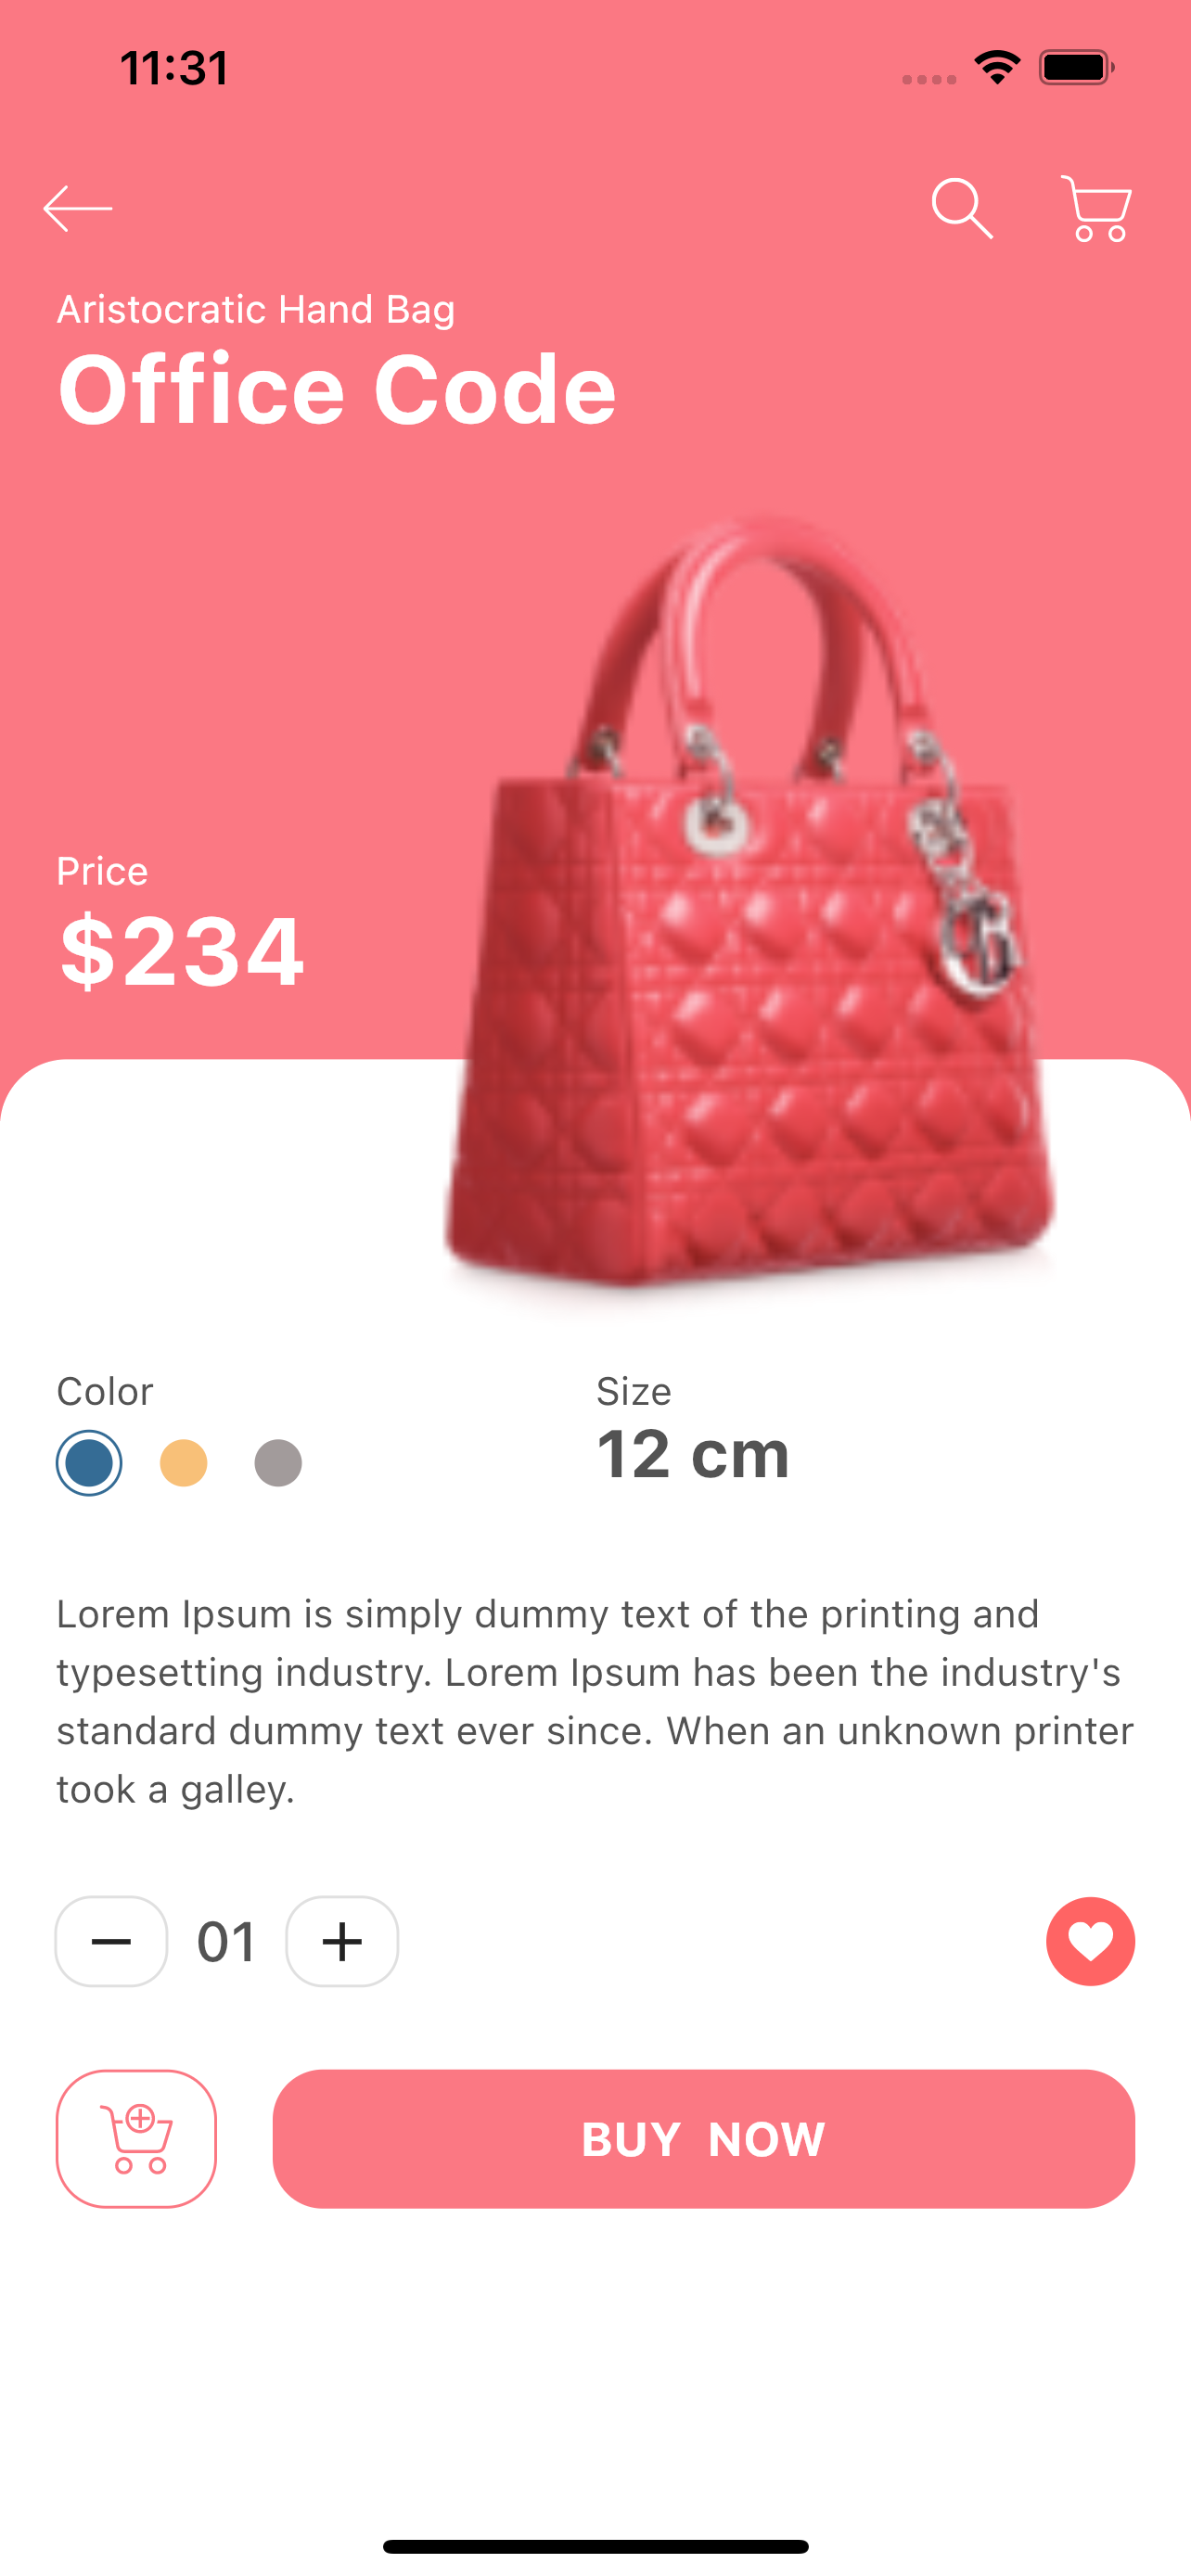 11:31
Aristocratic Hand Bag
Office Code
Price
$234
Color
Size
12 cm
Lorem Ipsum is simply dummy text of the printing and
typesetting industry. Lorem Ipsum has been the industry's
standard dummy text ever since. When an unknown printer
took a galley.
01
BUY NOW